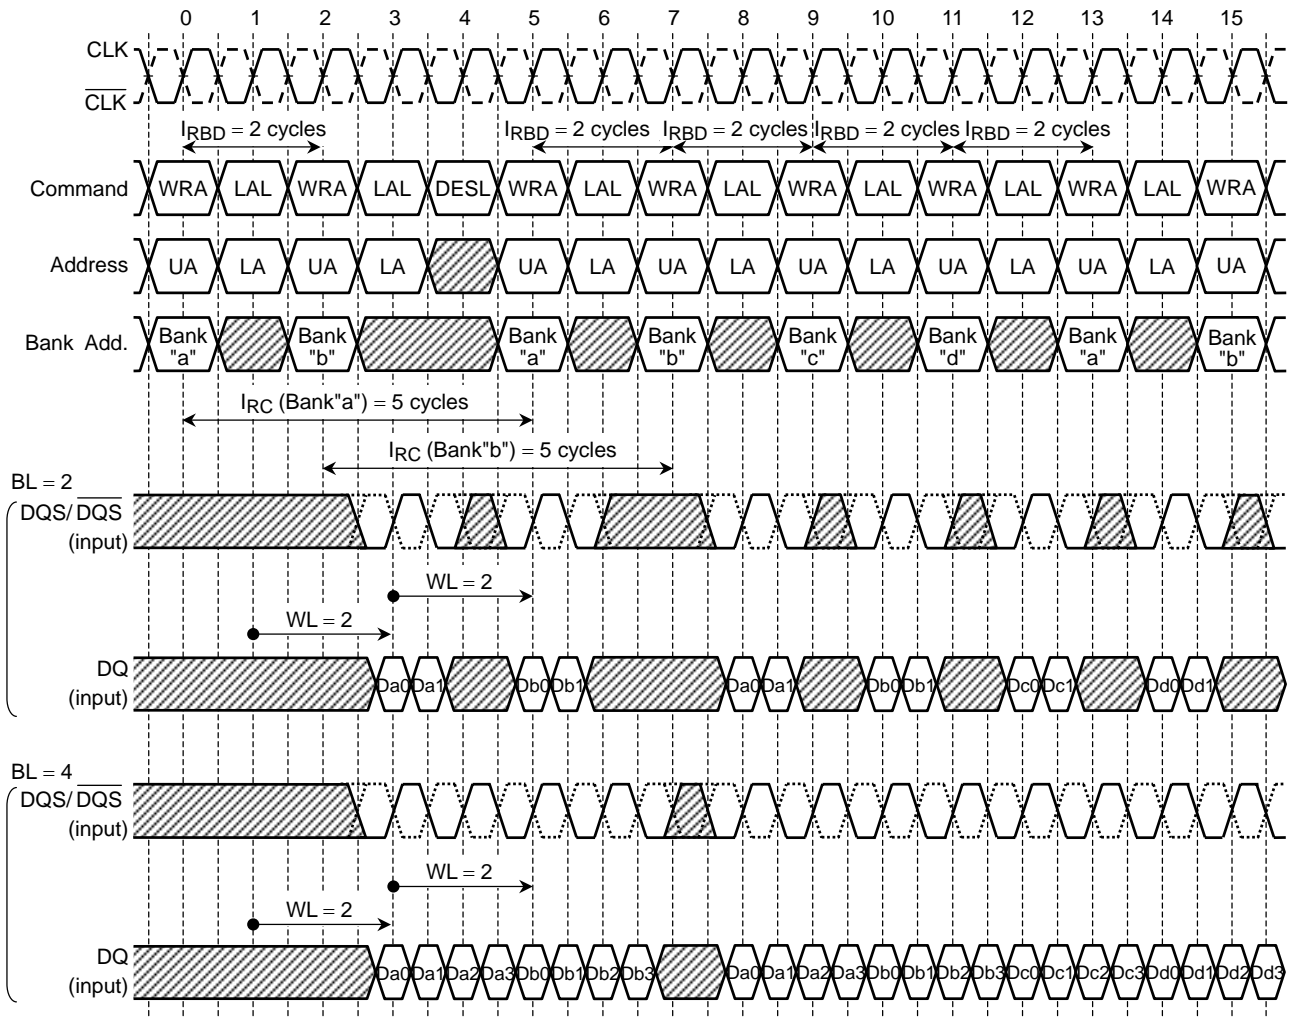 0 1 2 3 4 5 6 7 8 9 10 11 12 13 14 15
CLK
CLK
IRBD = 2 cycles IRBD = 2 cycles IRBD = 2 cycles IRBD = 2 cycles IRBD = 2 cycles
Command WRA LAL WRA LAL DESL WRA LAL WRA LAL WRA LAL WRA LAL WRA LAL WRA
Address UA LA UA LA UA LA UA LA UA LA UA LA UA LA UA
Bank Add. Bank "a" Bank "b" Bank "a" Bank "b" Bank "c" Bank "d" Bank "a" Bank "b"
IRC (Bank"a") = 5 cycles
IRC (Bank"b") = 5 cycles
BL = 2
DQS/ DQS
(input)
WL = 2
WL = 2
DQ
(input)
Da0 Da1 Db0 Db1 Da0 Da1 Db0 Db1 Dc0 Dc1 Dd0 Dd1
BL = 4
DQS/ DQS
(input)
WL = 2
WL = 2
DQ
(input)
Da0 Da1 Da2 Da3 Db0 Db1 Db2 Db3 Da0 Da1 Da2 Da3 Db0 Db1 Db2 Db3 Dc0 Dc1 Dc2 Dc3 Dd0 Dd1 Dd2 Dd3